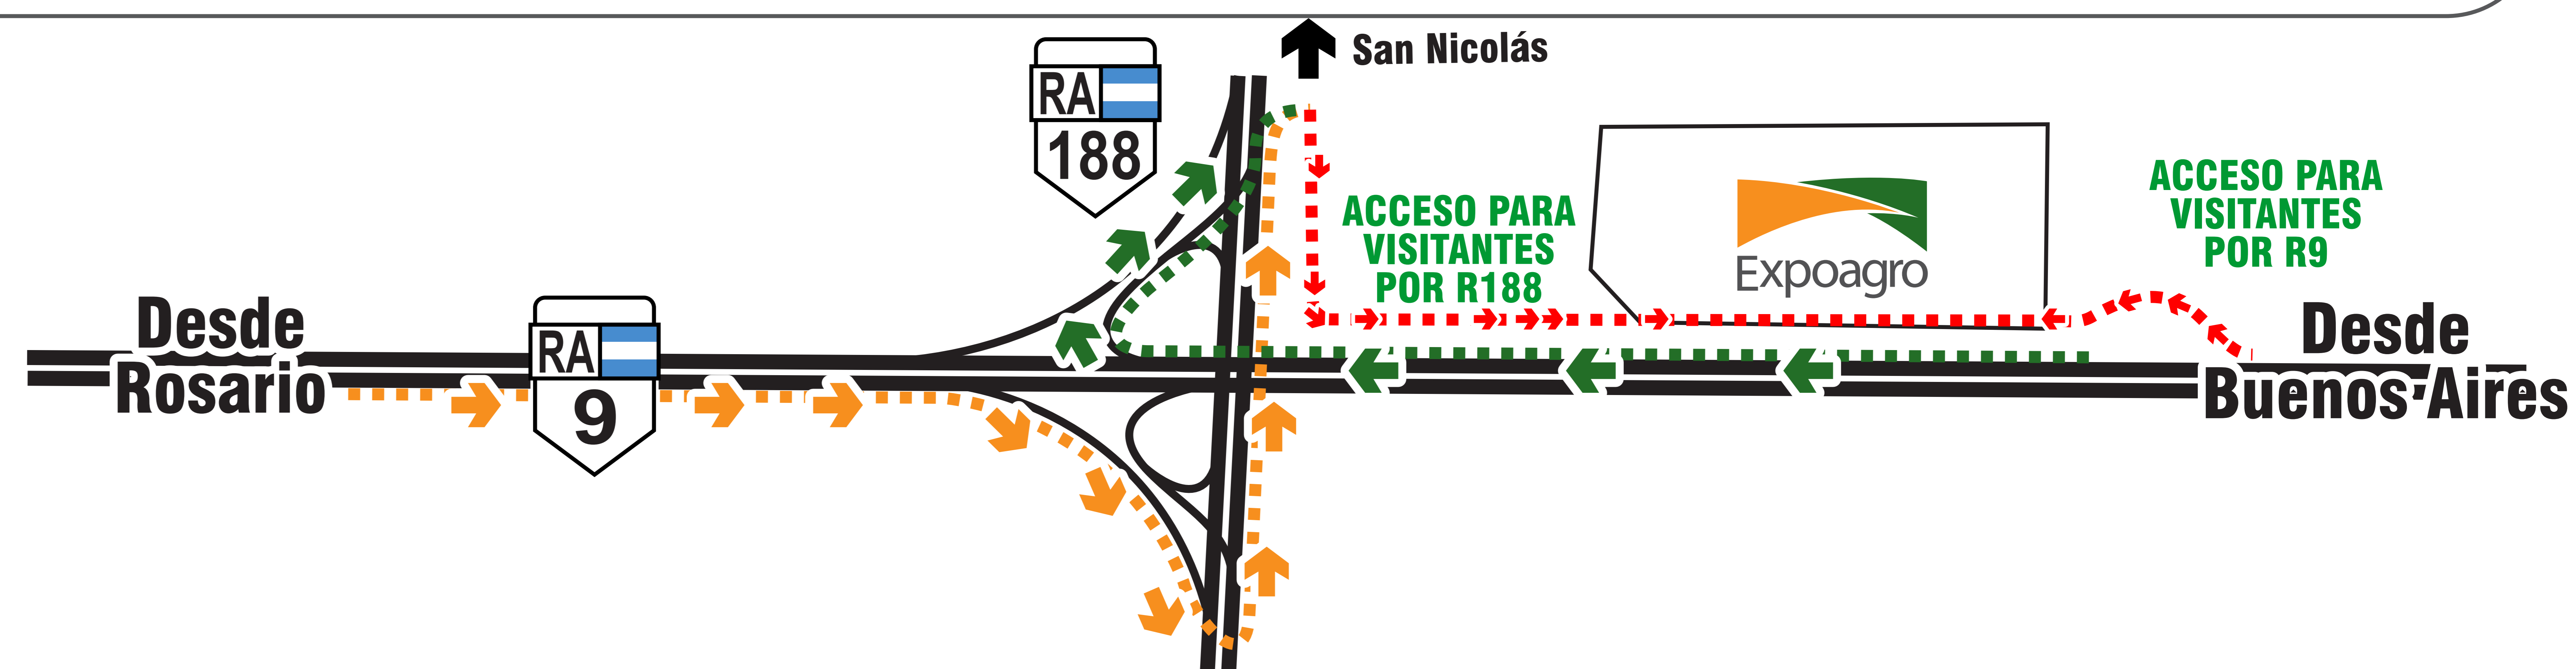 San Nicolás
RA
188
ACCESO PARA
VISITANTES
POR R188
Expoagro
ACCESO PARA
VISITANTES
POR R9
Desde
Rosario
RA
9
Desde
Buenos Aires